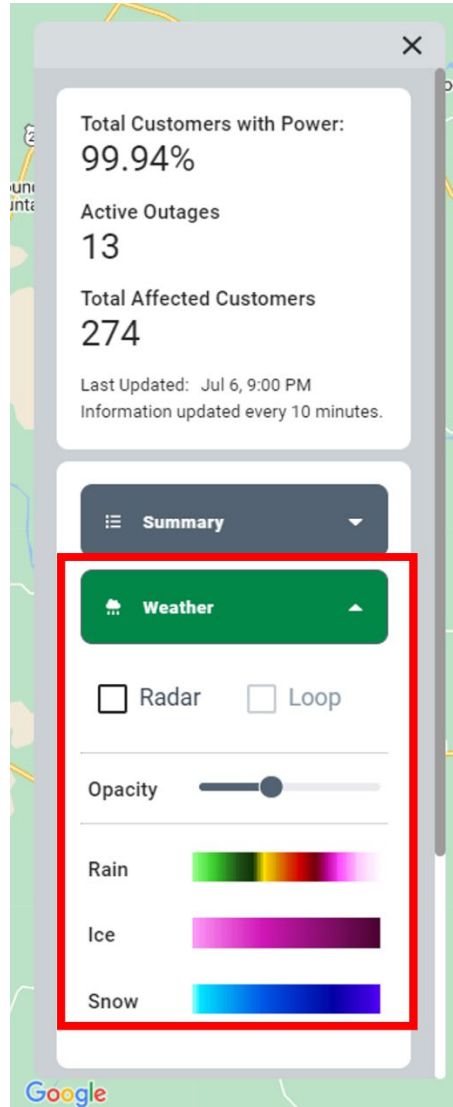 Total Customers with Power:
99.94%
Active Outages
13
Total Affected Customers
274
Last Updated: Jul 6, 9:00 PM
Information updated every 10 minutes.
Summary
Weather
Radar Loop
Opacity
Rain
Ice
Snow
Google